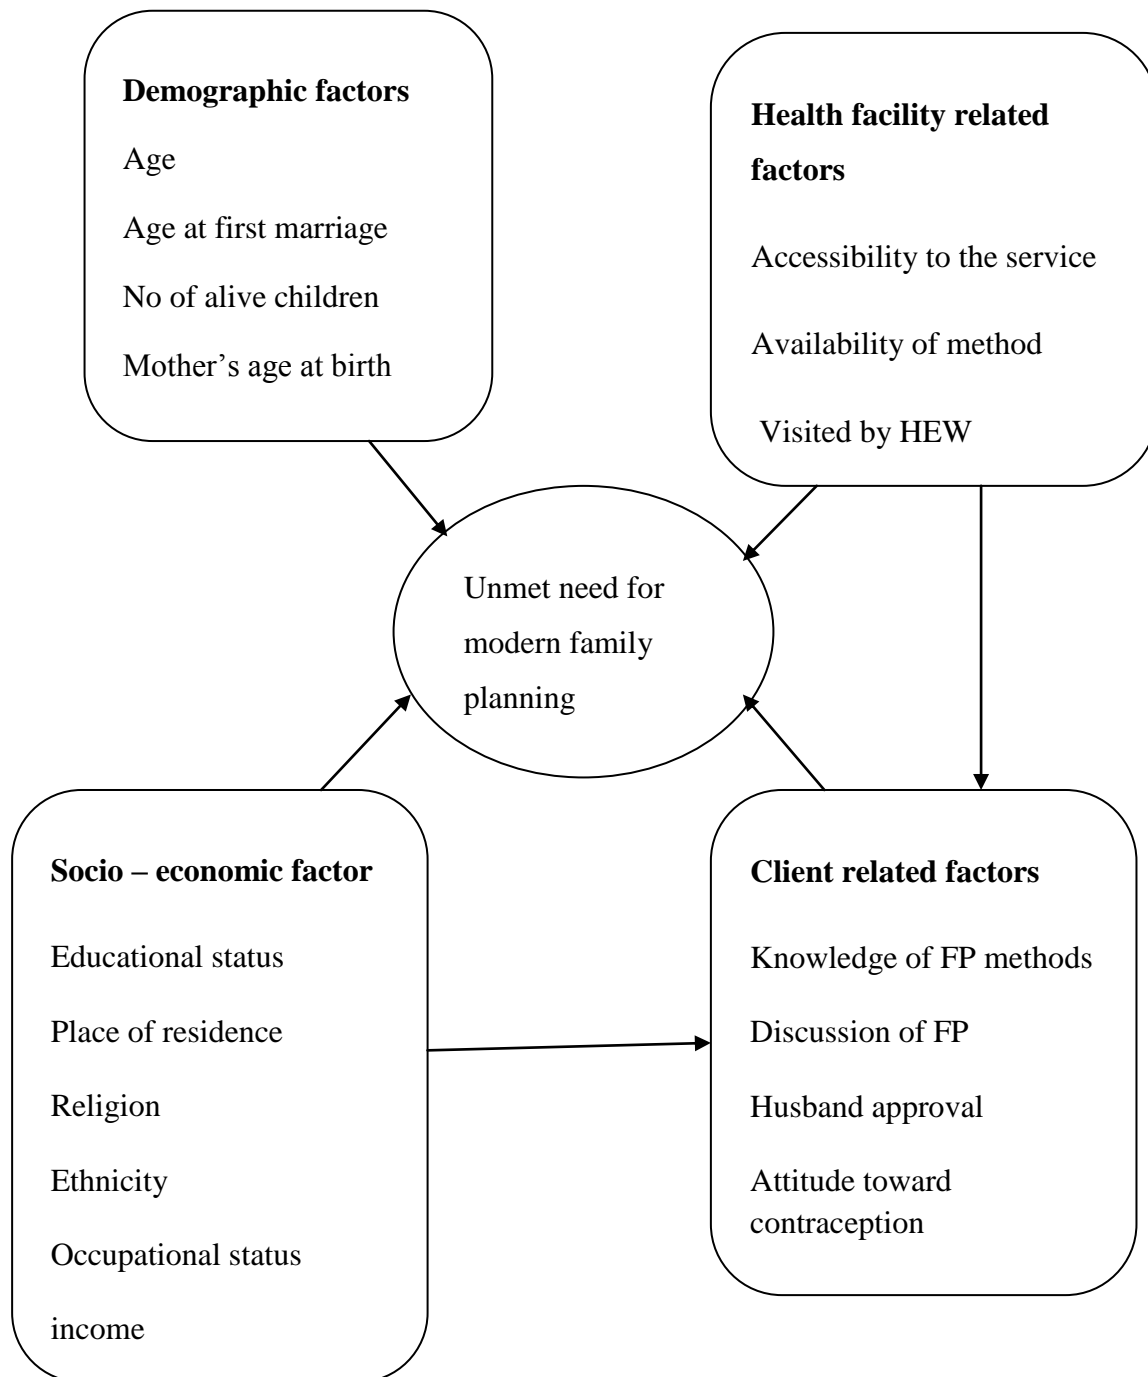 Demographic factors
Age
Age at first marriage
No of alive children
Mother’s age at birth
Health facility related
factors
Accessibility to the service
Availability of method
Visited by HEW
Unmet need for
modern family
planning
Socio – economic factor
Educational status
Place of residence
Religion
Ethnicity
Occupational status
income
Client related factors
Knowledge of FP methods
Discussion of FP
Husband approval
Attitude toward
contraception